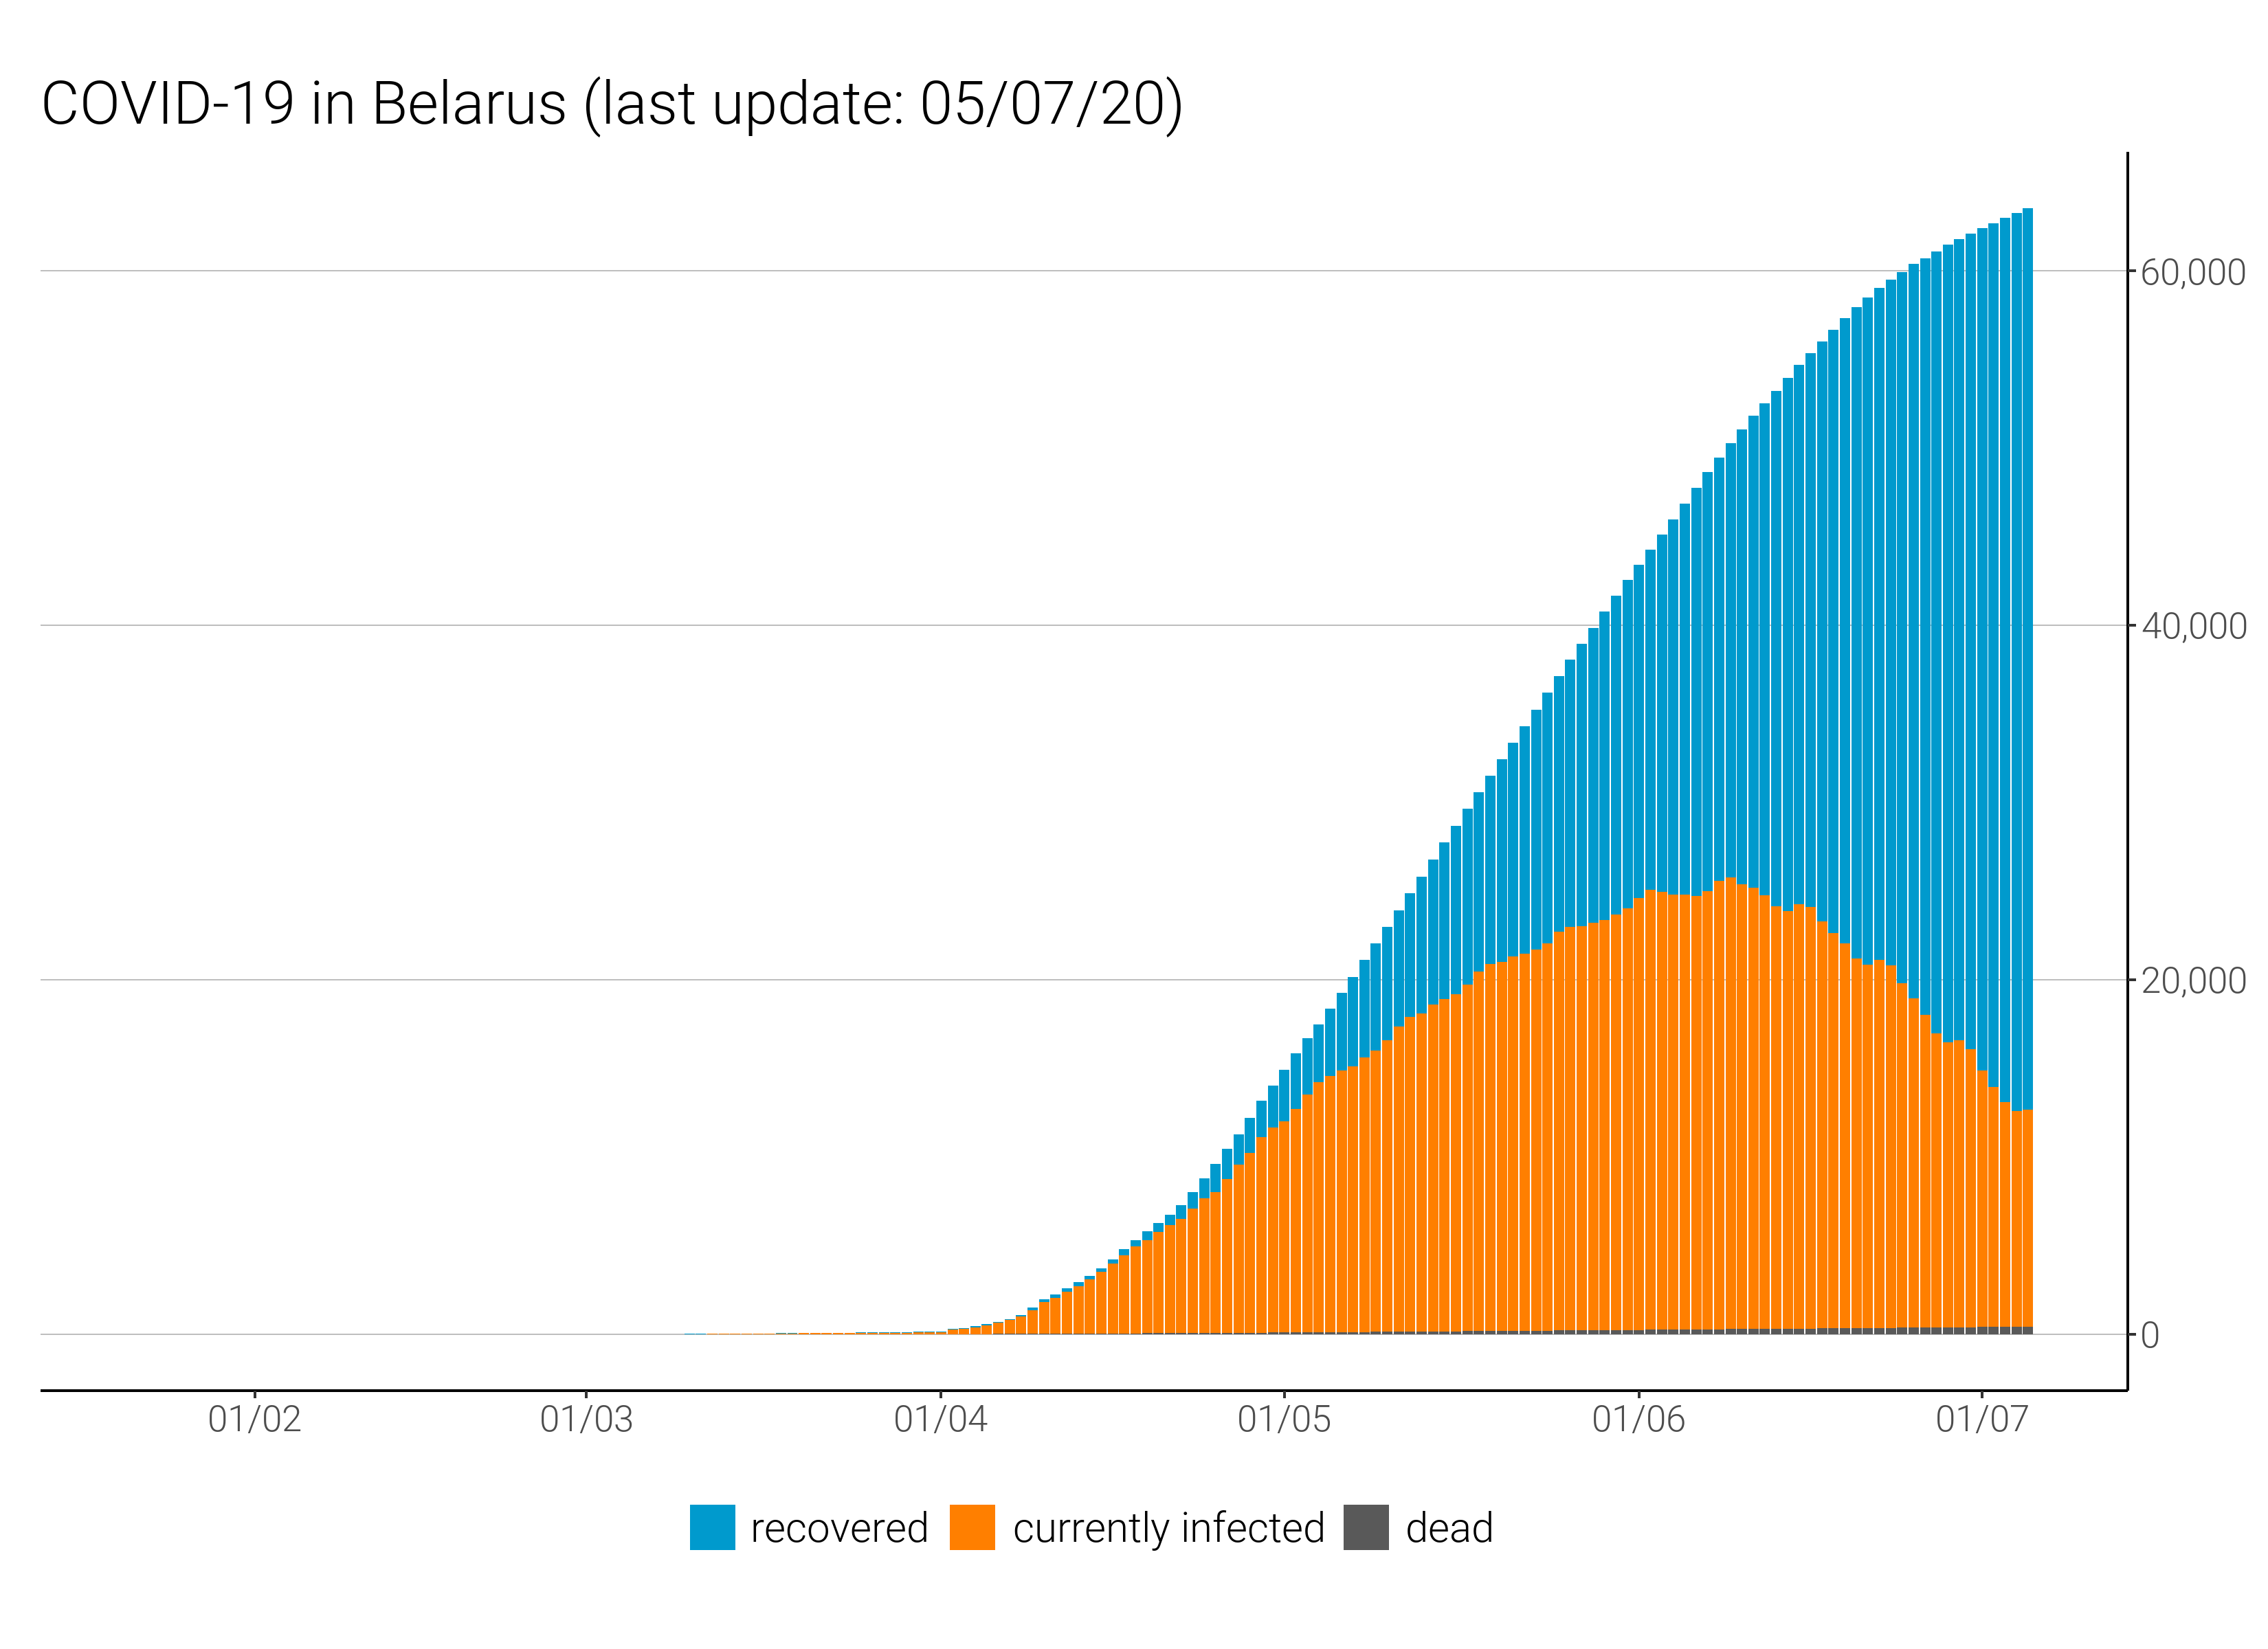 COVID-19 in Belarus (last update: 05/07/20)
60,000
40,000
20,000
0
01/02 01/03 01/04 01/05 01/06 01/07
recovered currently infected dead